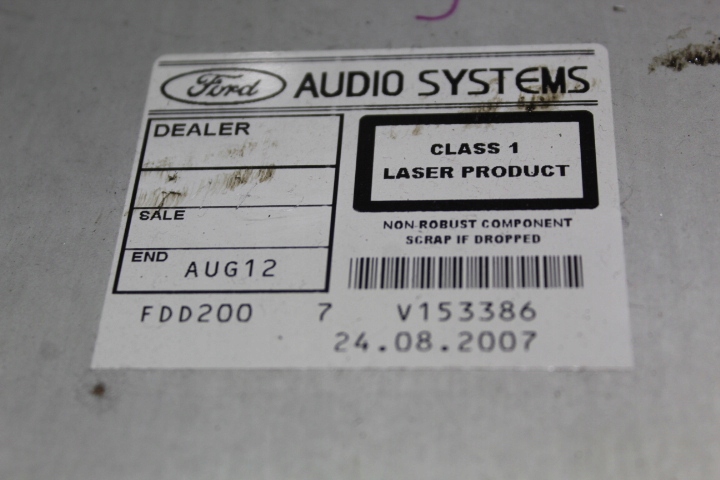 Ford AUDIO SYSTEMS
DEALER
SALE
END AUG12
CLASS 1
LASER PRODUCT
NON-ROBUST COMPONENT
SCRAP IF DROPPED
FDD200 7 V153386
24.08.2007